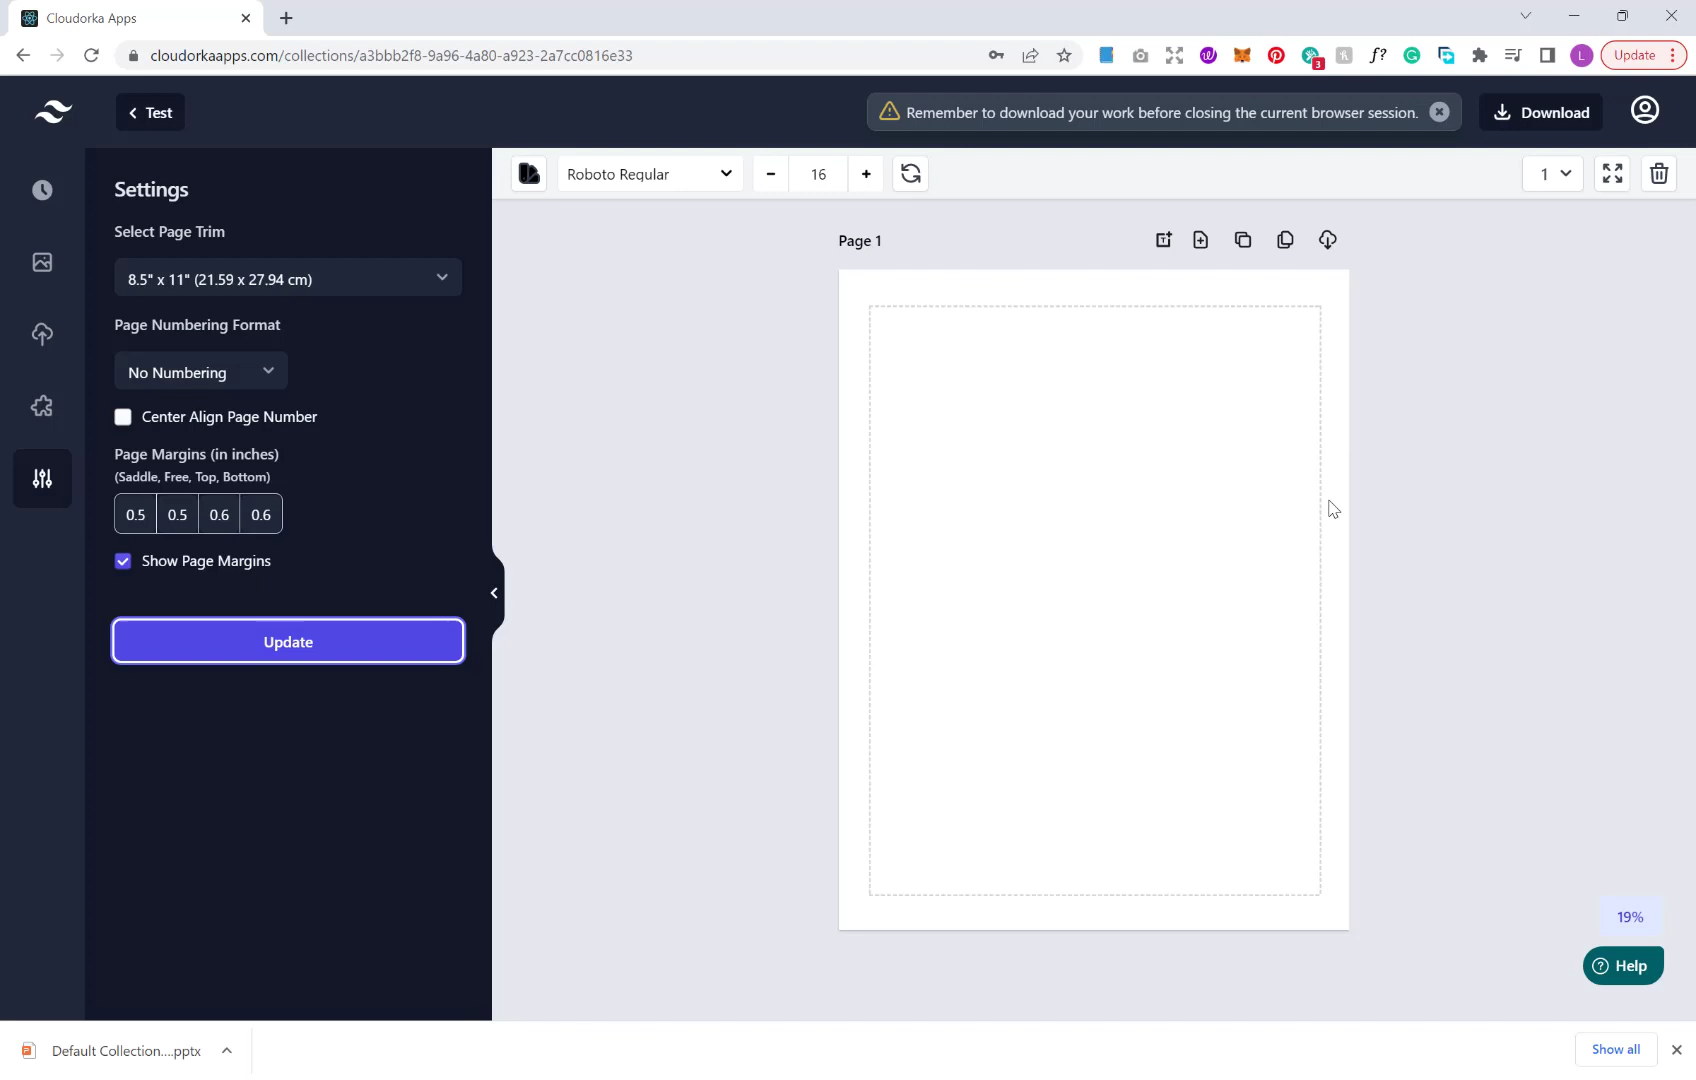 Cloudorka Apps
cloudorkaapps.com/collections/a3bbb2f8-9a96-4a80-a923-2a7cc0816e33
3
f?
L
Update
Test
Remember to download your work before closing the current browser session.
Download
Settings
Roboto Regular
-
16
+
1
Select Page Trim
Page 1
8.5" x 11" (21.59 x 27.94 cm)
Page Numbering Format
No Numbering
Center Align Page Number
Page Margins (in inches)
(Saddle, Free, Top, Bottom)
0.5 0.5 0.6 0.6
Show Page Margins
Update
19%
Help
Default Collection....pptx
Show all